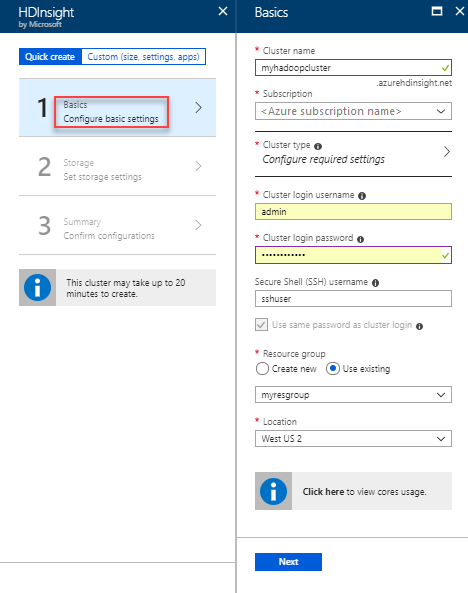 HDInsight
by Microsoft
Quick create
Custom (size, settings, apps)
1
Basics
Configure basic settings
2
Storage
Set storage settings
3
Summary
Confirm configurations
This cluster may take up to 20
minutes to create.
Basics
* Cluster name
myhadoopcluster
.azurehdinsight.net
* Subscription
<Azure subscription name>
* Cluster type
Configure required settings
* Cluster login username
admin
* Cluster login password
••••••••••••
Secure Shell (SSH) username
sshuser
Use same password as cluster login
* Resource group
Create new
Use existing
myresgroup
* Location
West US 2
Click here to view cores usage.
Next